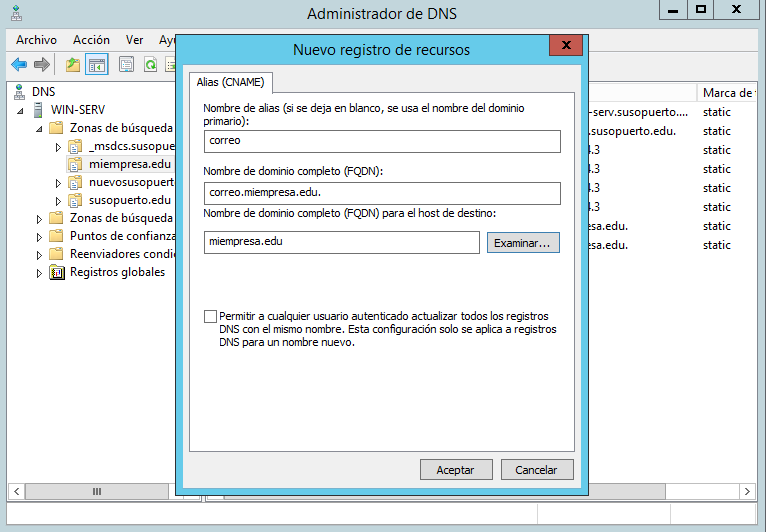 Administrador de DNS
Archivo Acción Ver Ay
Nuevo registro de recursos
Alias (CNAME)
Nombre de alias (si se deja en blanco, se usa el nombre del dominio
primario):
correo
Nombre de dominio completo (FQDN):
correo.miempresa.edu.
Nombre de dominio completo (FQDN) para el host de destino:
miempresa.edu
Examinar...
Permitir a cualquier usuario autenticado actualizar todos los registros
DNS con el mismo nombre. Esta configuración solo se aplica a registros
DNS para un nombre nuevo.
Aceptar Cancelar
DNS
WIN-SERV
Zonas de búsqueda
_msdcs.susopue
miempresa.edu
nuevosusopuerto
susopuerto.edu
Zonas de búsqueda
Puntos de confianza
Reenviadores condi
Registros globales
Marca de
-serv.susopuerto.... static
.susopuerto.edu. static
4.3 static
4.3 static
4.3 static
esa.edu. static
esa.edu. static